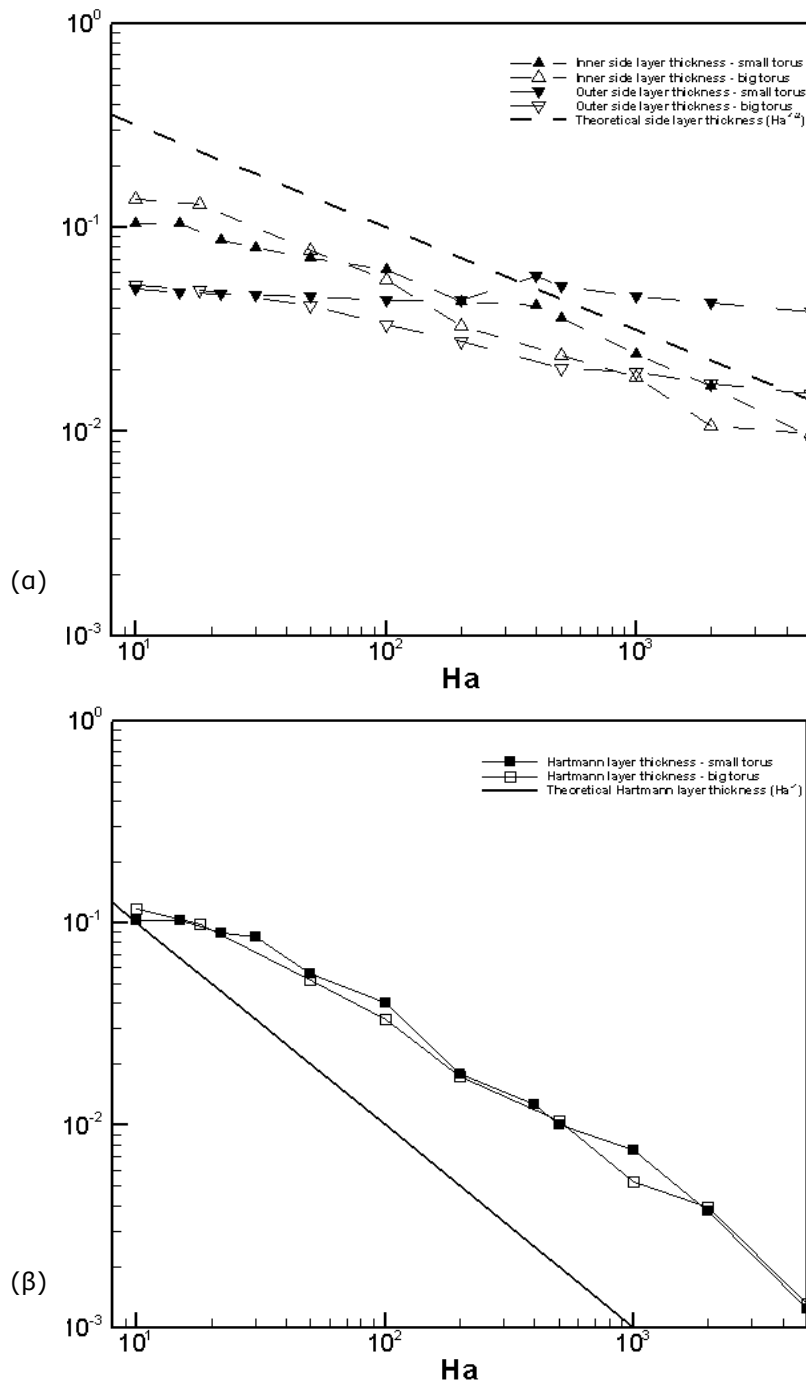 10⁰
Inner side layer thickness - small torus
Inner side layer thickness - big torus
Outer side layer thickness - small torus
Outer side layer thickness - big torus
Theoretical side layer thickness (Ha
10⁻¹
10⁻²
(α)
10⁻³
10¹ 10² 10³
Ha
10⁰
Hartmann layer thickness - small torus
Hartmann layer thickness - big torus
Theoretical Hartmann layer thickness (Ha
10⁻¹
10⁻²
(β)
10⁻³
10¹ 10² 10³
Ha